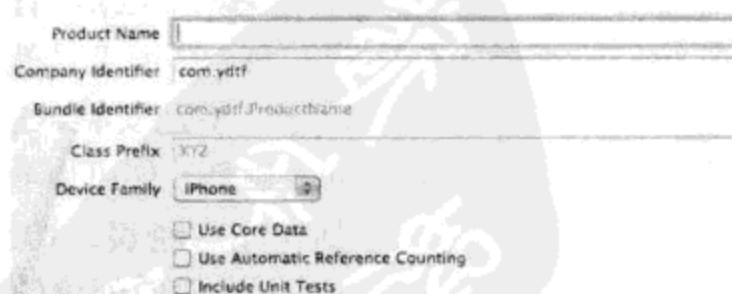 Product Name
Company Identifier com.ydtf
Bundle Identifier com.ydtf.ProductName
Class Prefix XYZ
Device Family iPhone
Use Core Data
Use Automatic Reference Counting
Include Unit Tests